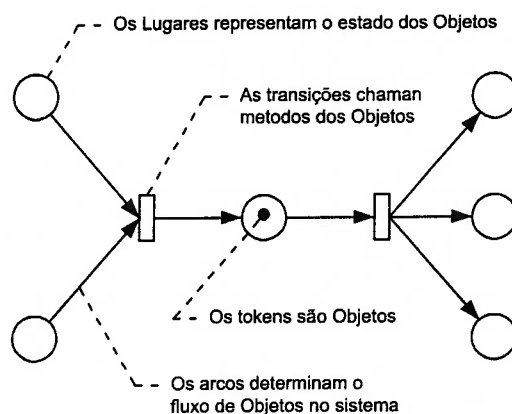 Os Lugares representam o estado dos Objetos
As transições chaman
metodos dos Objetos
Os tokens são Objetos
Os arcos determinam o
fluxo de Objetos no sistema